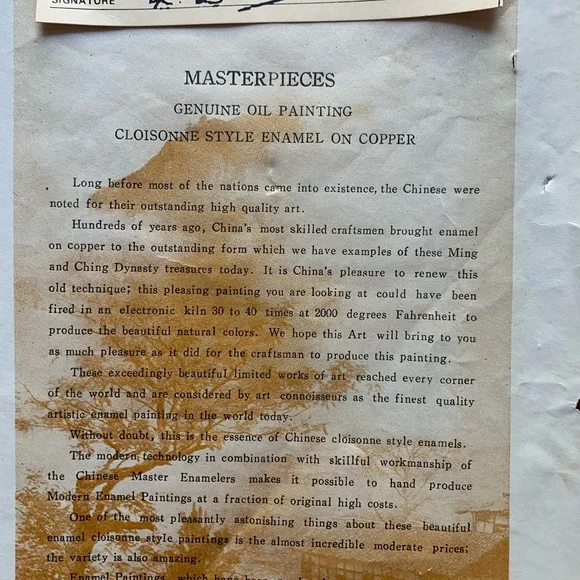 SIGNATURE
MASTERPIECES
GENUINE OIL PAINTING
CLOISONNE STYLE ENAMEL ON COPPER
Long before most of the nations came into existence, the Chinese were
noted for their outstanding high quality art.
Hundreds of years ago, China's most skilled craftsmen brought enamel
on copper to the outstanding form which we have examples of these Ming
and Ching Dynasty treasures today. It is China's pleasure to renew this
old technique; this pleasing painting you are looking at could have been
fired in an electronic kiln 30 to 40 times at 2000 degrees Fahrenheit to
produce the beautiful natural colors. We hope this Art will bring to you
as much pleasure as it did for the craftsman to produce this painting.
These exceedingly beautiful limited works of art reached every corner
of the world and are considered by art connoisseurs as the finest quality
artistic enamel painting in the world today.
Without doubt, this is the essence of Chinese cloisonne style enamels.
The modern technology in combination with skillful workmanship of
the Chinese Master Enamelers makes it possible to hand produce
Modern Enamel Paintings at a fraction of original high costs.
One of the most pleasantly astonishing things about these beautiful
enamel cloisonne style paintings is the almost incredible moderate prices;
the variety is also amazing.
Enamel Paintings, which have been